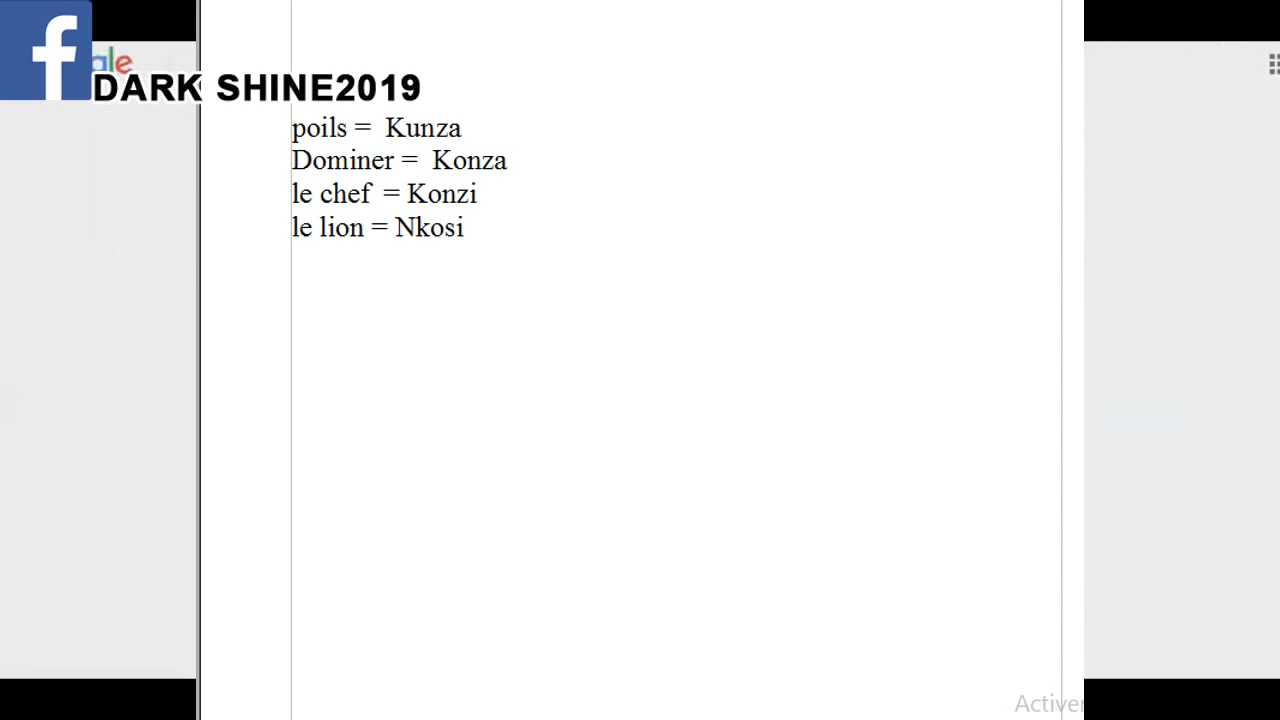 DARK SHINE2019
poils = Kunza
Dominer = Konza
le chef = Konzi
le lion = Nkosi